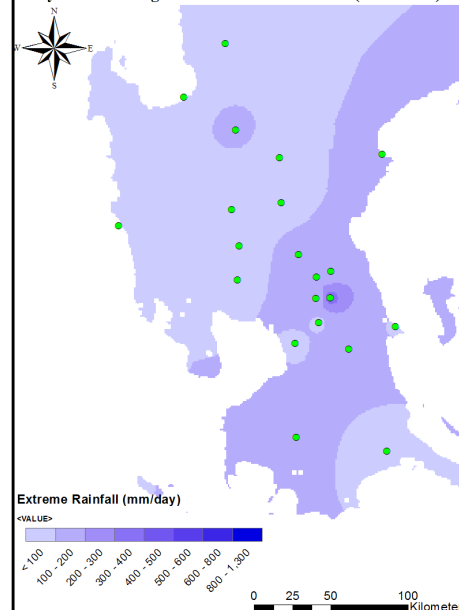 N
W E
S
Extreme Rainfall (mm/day)
<VALUE>
< 100
100 - 200
200 - 300
300 - 400
400 - 500
500 - 600
600 - 800
800 - 1,300
0 25 50 100
Kilome